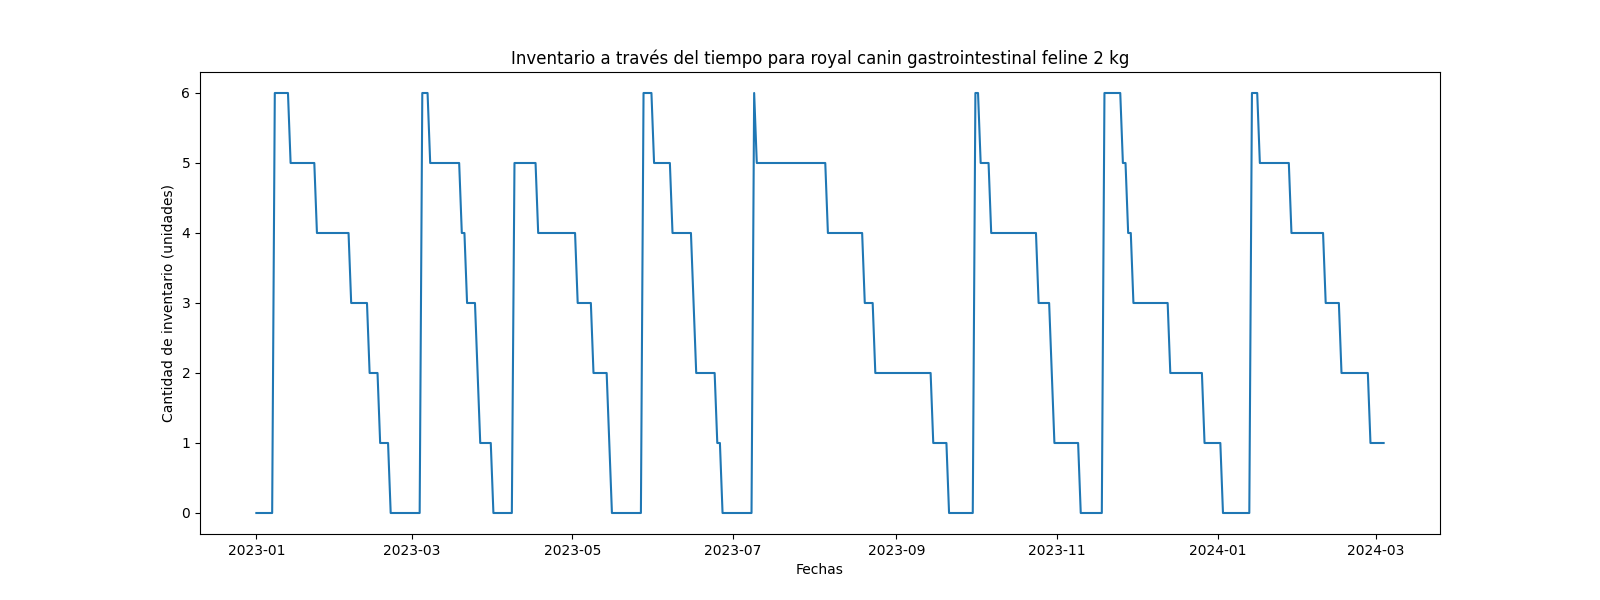 Inventario a través del tiempo para royal canin gastrointestinal feline 2 kg
Cantidad de inventario (unidades)
6
5
4
3
2
1
0
2023-01 2023-03 2023-05 2023-07 2023-09 2023-11 2024-01 2024-03
Fechas